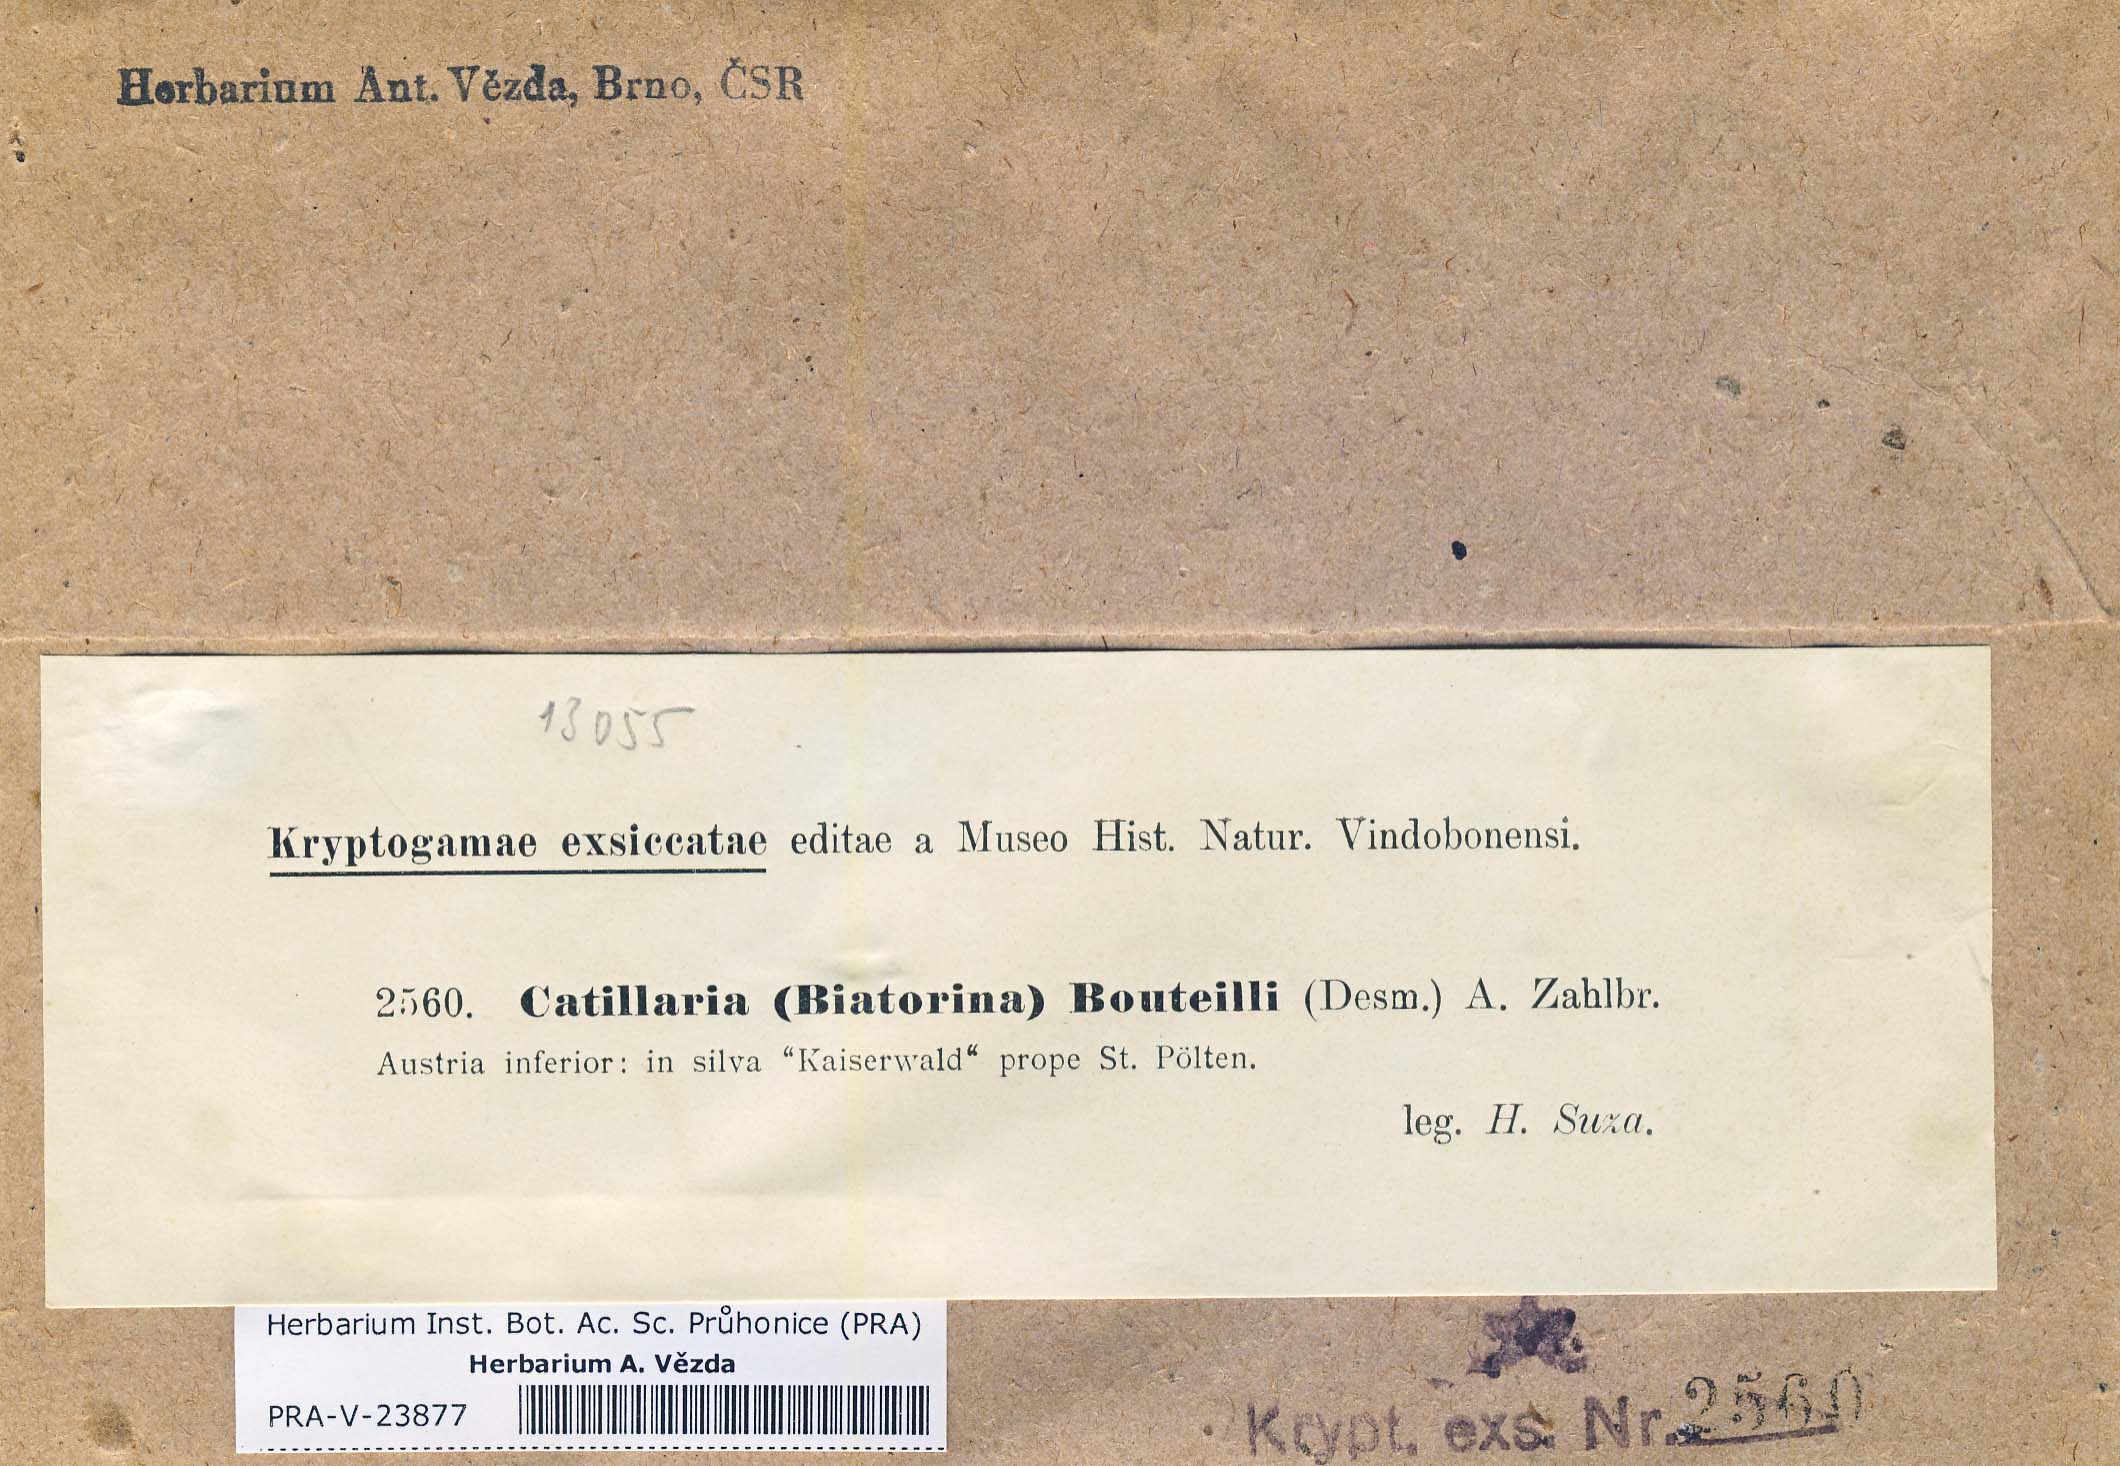 Herbarium Ant. Vězda, Brno, ČSR
13055
Kryptogamae exsiccatae editae a Museo Hist. Natur. Vindobonensi.
2560. Catillaria (Biatorina) Bouteilli (Desm.) A. Zahlbr.
Austria inferior: in silva “Kaiserwald“ prope St. Pölten.
leg. H. Suza.
Herbarium Inst. Bot. Ac. Sc. Průhonice (PRA)
Herbarium A. Vězda
PRA-V-23877
Krypt. exs. Nr. 2560